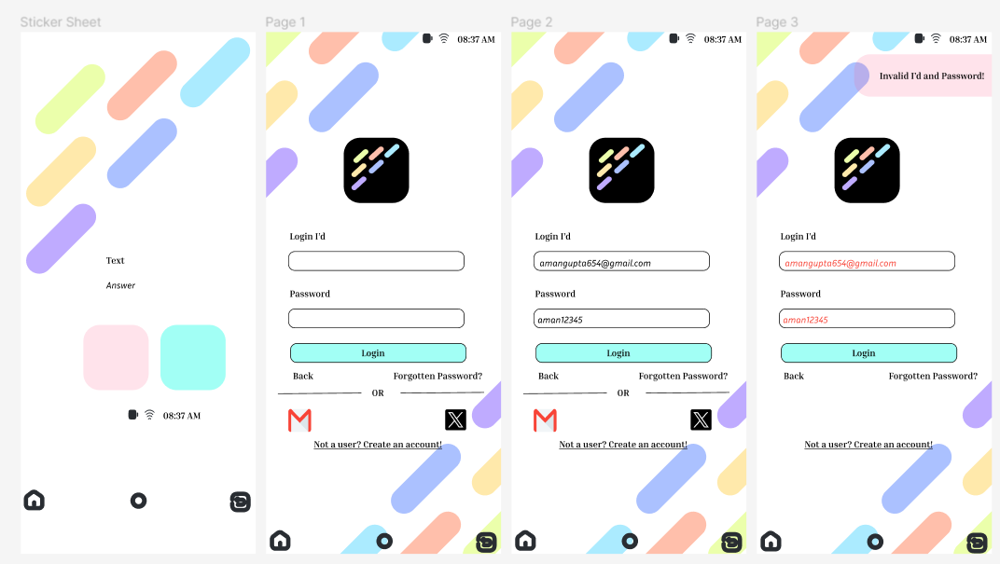 Sticker Sheet
Text
Answer
08:37 AM
Page 1
08:37 AM
Login I'd
Password
Login
Back Forgotten Password?
OR
Not a user? Create an account!
Page 2
08:37 AM
Login I'd
amangupta654@gmail.com
Password
aman12345
Login
Back Forgotten Password?
OR
Not a user? Create an account!
Page 3
08:37 AM
Invalid I'd and Password!
Login I'd
amangupta654@gmail.com
Password
aman12345
Login
Back Forgotten Password?
Not a user? Create an account!